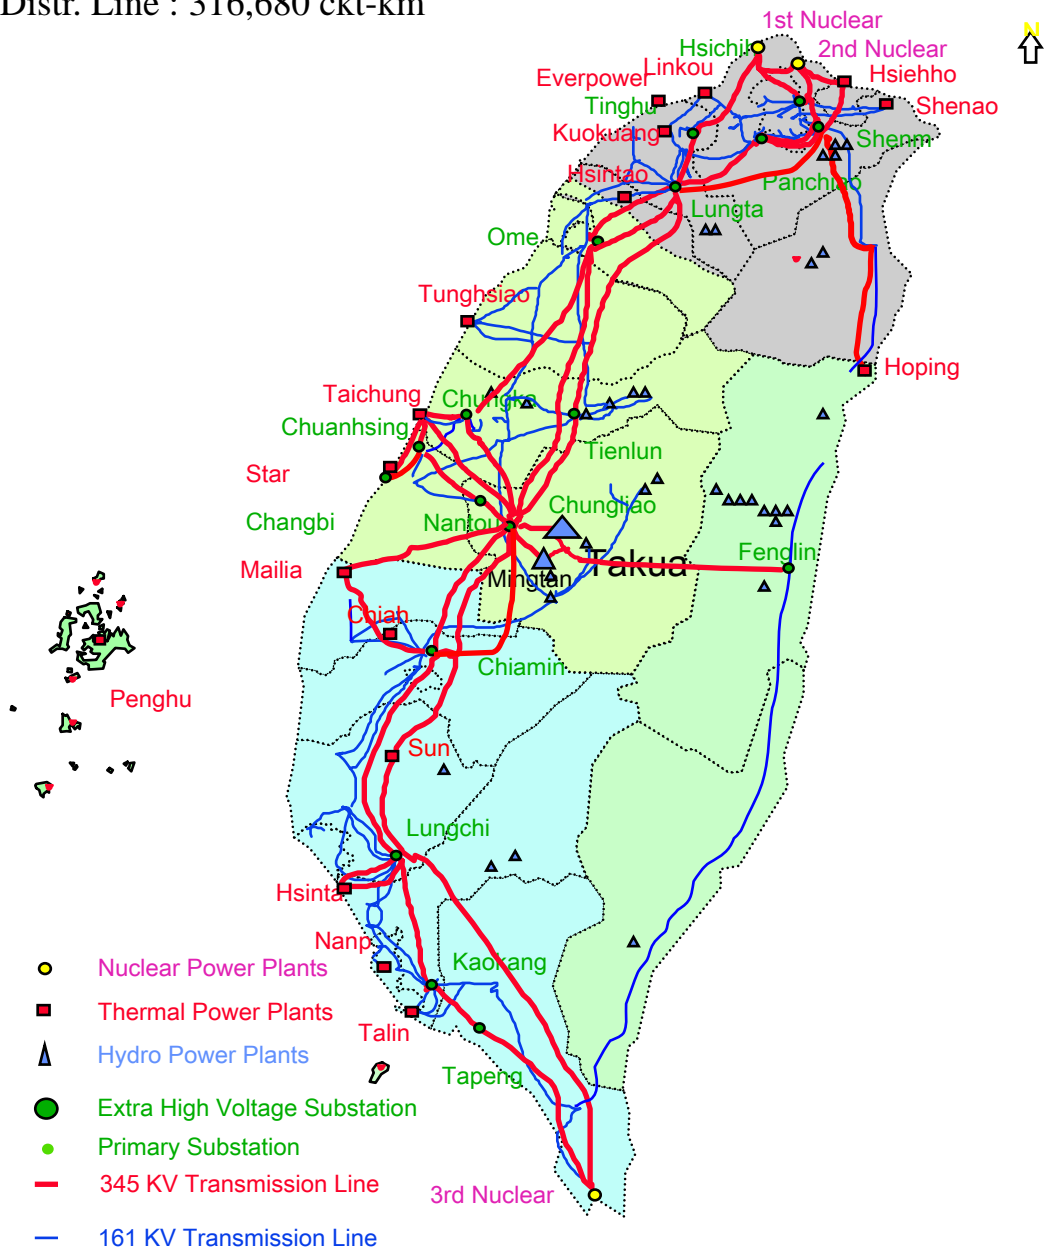 Distr. Line : 316,680 ckt-km
1st Nuclear
N
Hsichih
2nd Nuclear
Linkou
Everpower
Hsiehho
Tinghu
Shenao
Kuokuang
Shenm
Hsintao
Panchiao
Lungta
Ome
Tunghsiao
Hoping
Taichung
Chungka
Chuanhsing
Tienlun
Star
Chungliao
Changbi
Nantou
Fenglin
Mailia
Takua
Mingtan
Chiah
Chiamin
Penghu
Sun
Lungchi
Hsinta
Nanp
Kaokang
Nuclear Power Plants
Thermal Power Plants
Talin
Hydro Power Plants
Tapeng
Extra High Voltage Substation
Primary Substation
345 KV Transmission Line
3rd Nuclear
161 KV Transmission Line